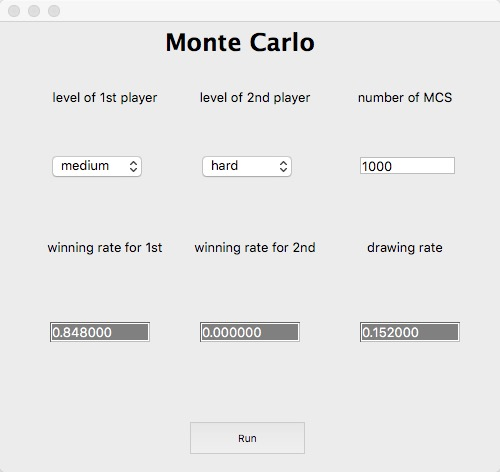 Monte Carlo
level of 1st player level of 2nd player number of MCS
medium hard 1000
winning rate for 1st winning rate for 2nd drawing rate
0.848000 0.000000 0.152000
Run